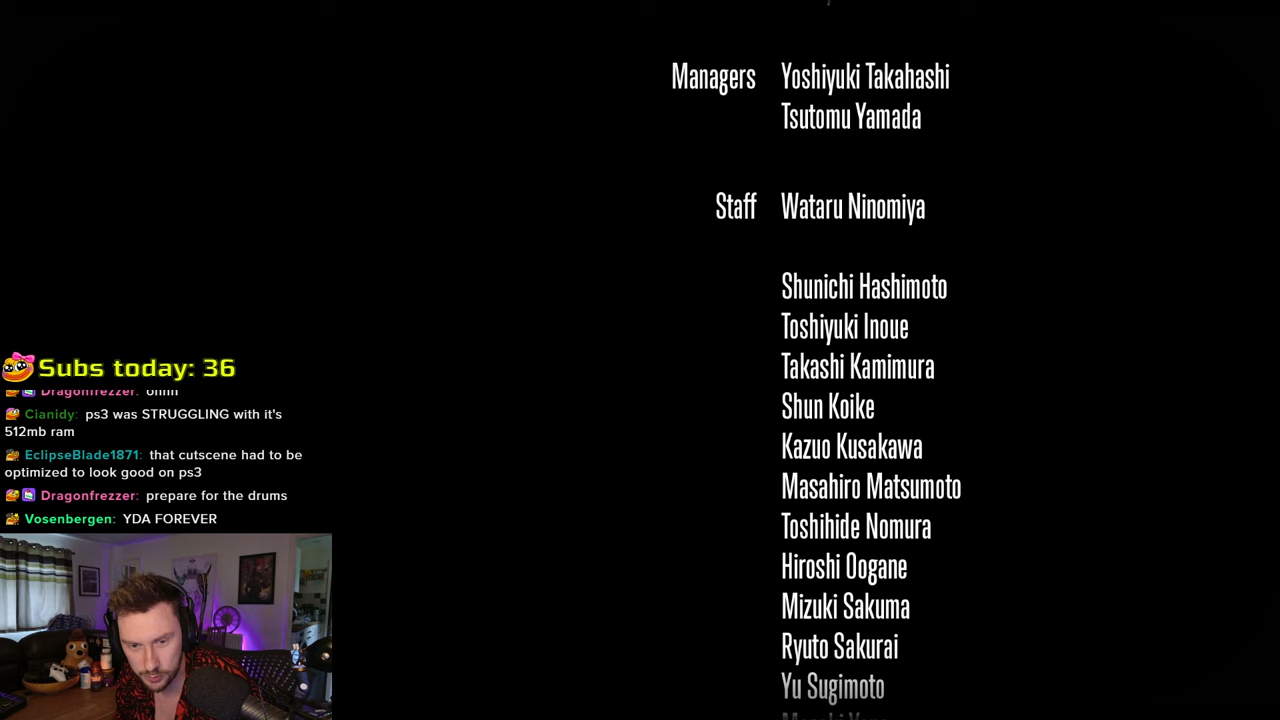 Managers Yoshiyuki Takahashi
Tsutomu Yamada
Staff Wataru Ninomiya
Shunichi Hashimoto
Toshiyuki Inoue
Takashi Kamimura
Shun Koike
Kazuo Kusakawa
Masahiro Matsumoto
Toshihide Nomura
Hiroshi Oogane
Mizuki Sakuma
Ryuto Sakurai
Yu Sugimoto
Subs today: 36
Dragonfrezzer: ohhh
Cianidy: ps3 was STRUGGLING with it's
512mb ram
EclipseBlade1871: that cutscene had to be
optimized to look good on ps3
Dragonfrezzer: prepare for the drums
Vosenbergen: YDA FOREVER